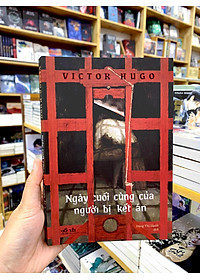 VICTOR HUGO
Ngày cuối cùng của
người bị kết án